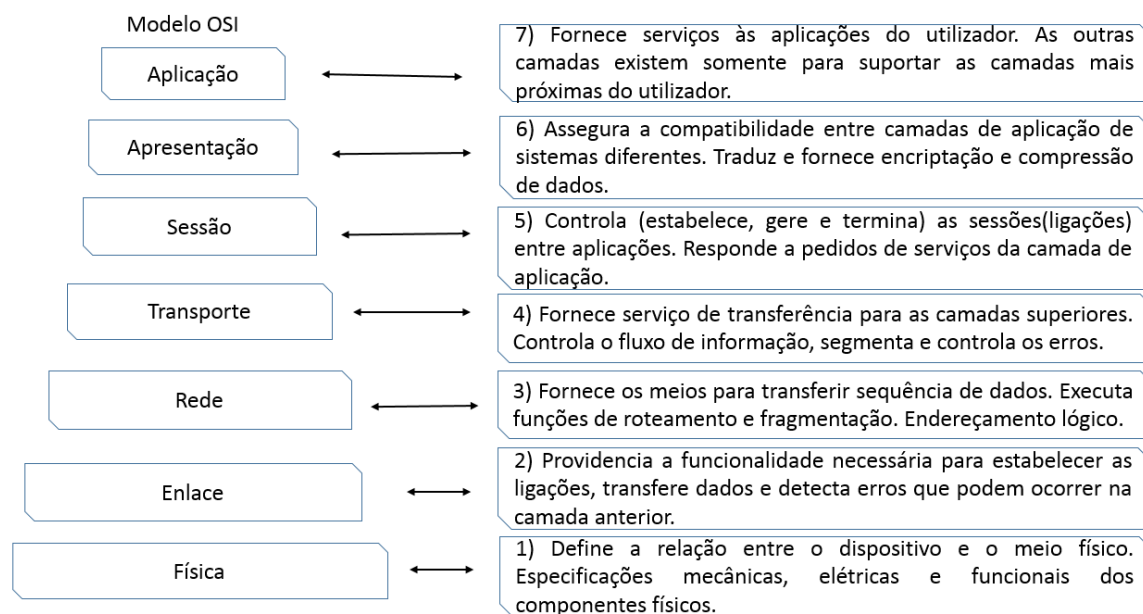 Modelo OSI
Aplicação
7) Fornece serviços às aplicações do utilizador. As outras
camadas existem somente para suportar as camadas mais
próximas do utilizador.
Apresentação
6) Assegura a compatibilidade entre camadas de aplicação de
sistemas diferentes. Traduz e fornece encriptação e compressão
de dados.
Sessão
5) Controla (estabelece, gere e termina) as sessões(ligações)
entre aplicações. Responde a pedidos de serviços da camada de
aplicação.
Transporte
4) Fornece serviço de transferência para as camadas superiores.
Controla o fluxo de informação, segmenta e controla os erros.
Rede
3) Fornece os meios para transferir sequência de dados. Executa
funções de roteamento e fragmentação. Endereçamento lógico.
Enlace
2) Providencia a funcionalidade necessária para estabelecer as
ligações, transfere dados e detecta erros que podem ocorrer na
camada anterior.
Física
1) Define a relação entre o dispositivo e o meio físico.
Especificações mecânicas, elétricas e funcionais dos
componentes físicos.